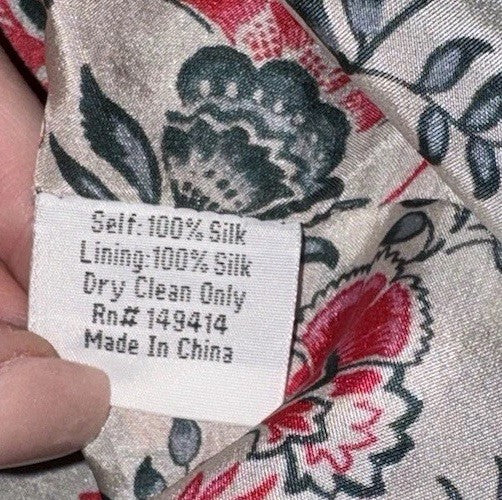 Self: 100% Silk
Lining: 100% Silk
Dry Clean Only
Rn# 149414
Made In China